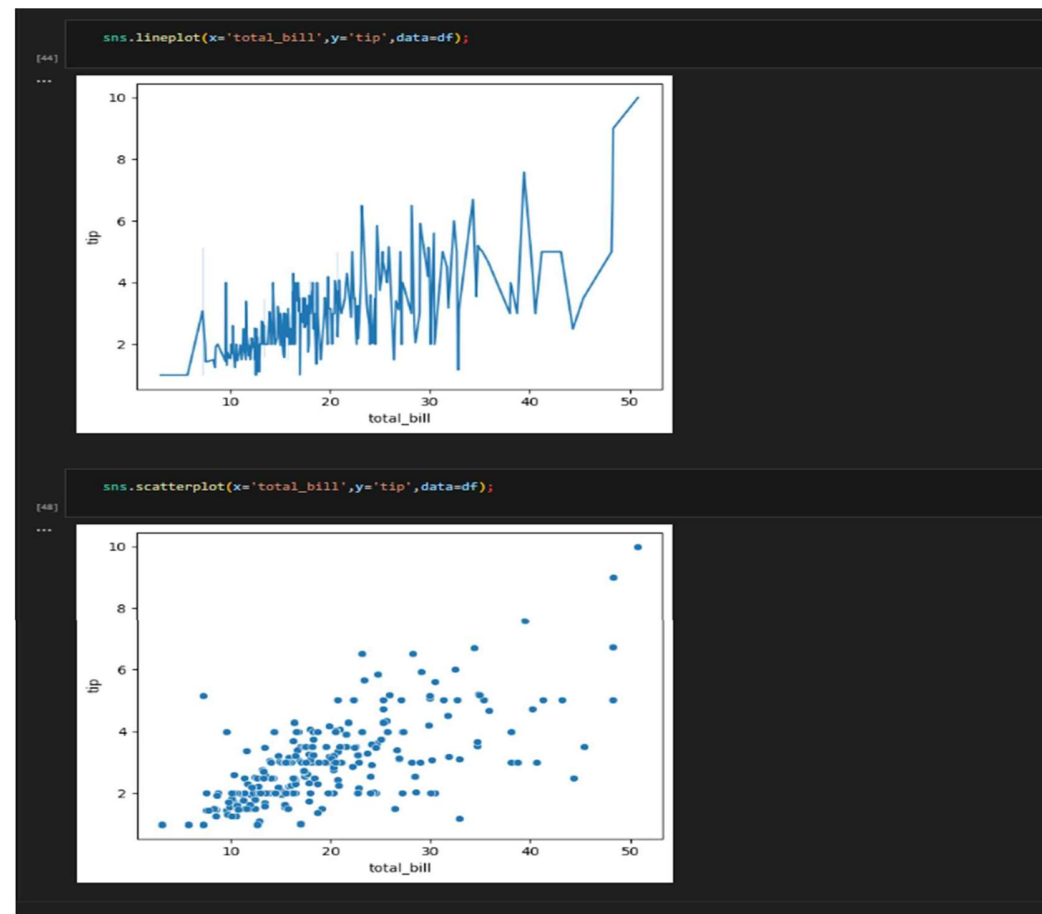 sns.lineplot(x='total_bill',y='tip',data=df);
[44]
...
10
8
6
4
2
tip
10 20 30 40 50
total_bill
sns.scatterplot(x='total_bill',y='tip',data=df);
[48]
...
10
8
6
4
2
tip
10 20 30 40 50
total_bill